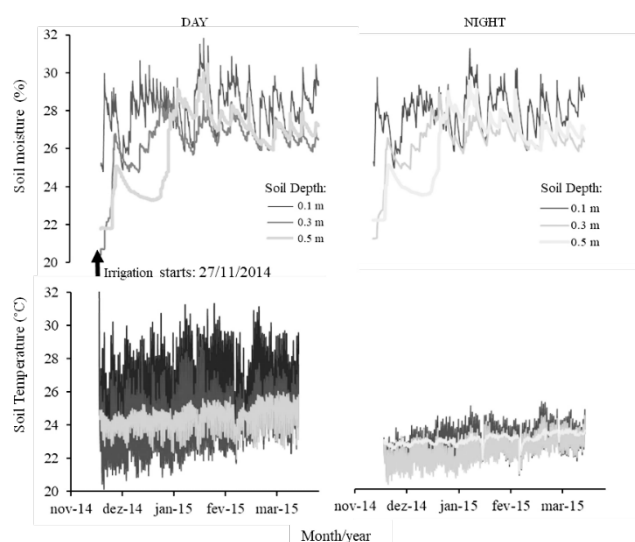 DAY
NIGHT
Soil moisture (%)
32
30
28
26
24
22
20
Soil Depth:
0.1 m
0.3 m
0.5 m
Soil Depth:
0.1 m
0.3 m
0.5 m
Irrigation starts: 27/11/2014
Soil Temperature (°C)
32
30
28
26
24
22
20
nov-14 dez-14 jan-15 fev-15 mar-15
nov-14 dez-14 jan-15 fev-15 mar-15
Month/year